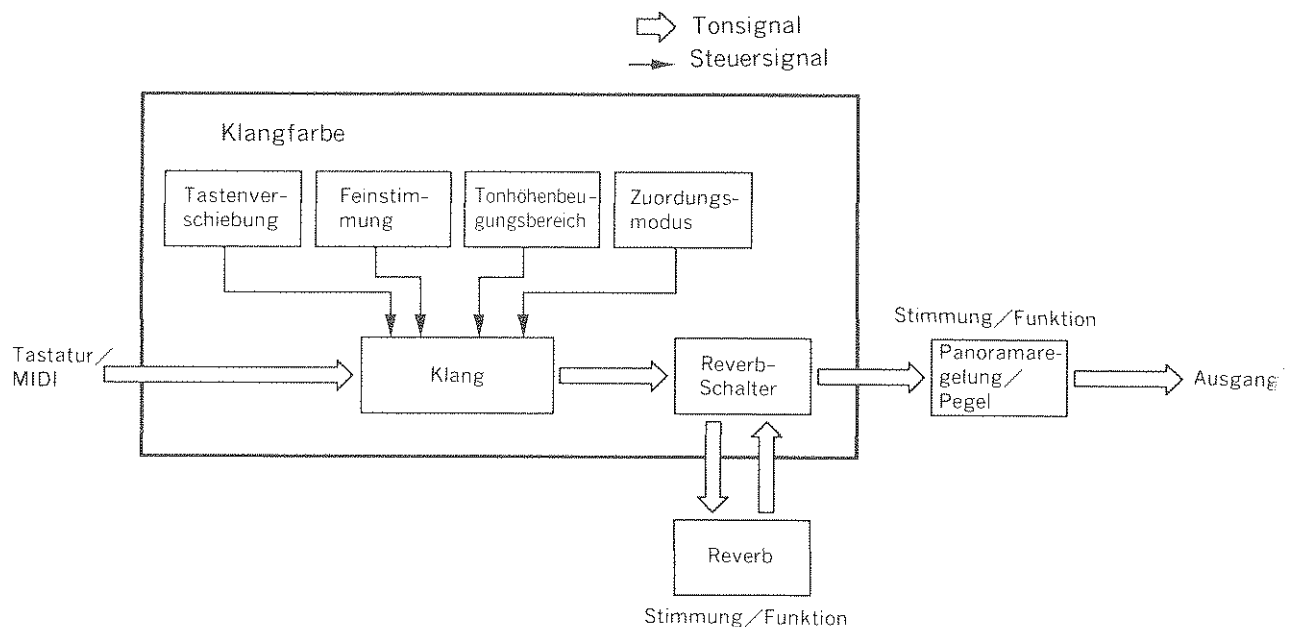 Tonsignal
Steuersignal
Klangfarbe
Tastenver-
schiebung
Feinstim-
mung
Tonhöhenbeu-
gungsbereich
Zuordungs-
modus
Tastatur/
MIDI
Klang
Reverb-
Schalter
Stimmung/Funktion
Panoramare-
gelung/
Pegel
Ausgang
Reverb
Stimmung/Funktion